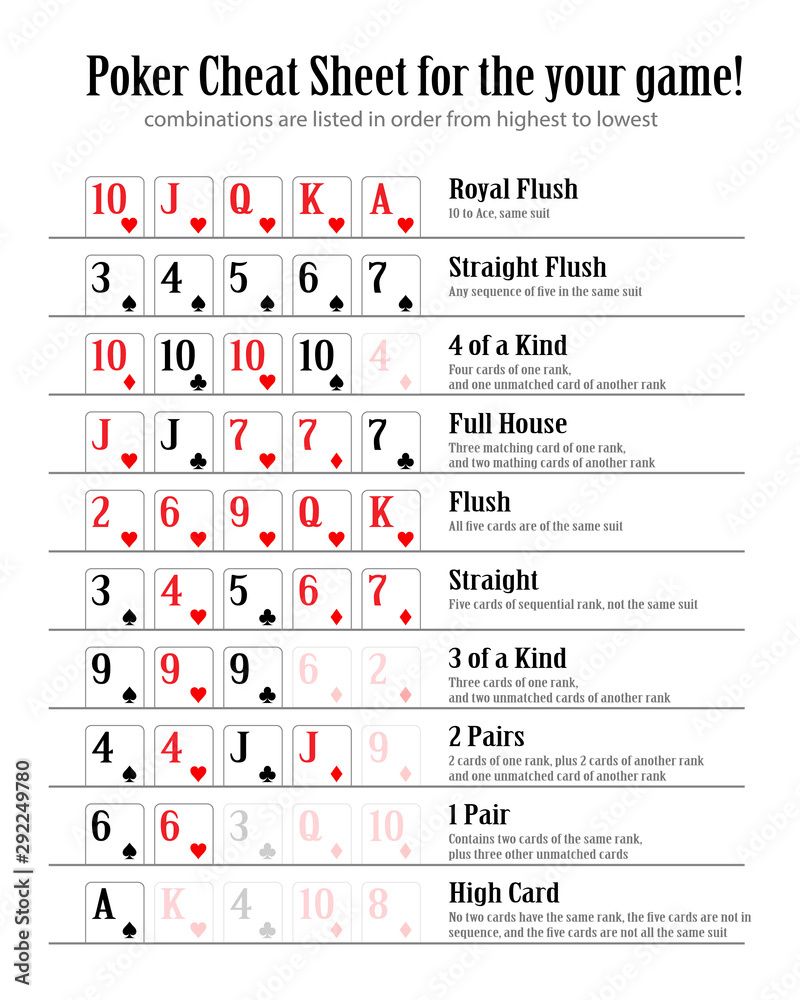 Poker Cheat Sheet for the your game!
combinations are listed in order from highest to lowest
10 J Q K A
Royal Flush
10 to Ace, same suit
3 4 5 6 7
Straight Flush
Any sequence of five in the same suit
10 10 10 10 4
4 of a Kind
Four cards of one rank,
and one unmatched card of another rank
J J 7 7 7
Full House
Three matching card of one rank,
and two mathing cards of another rank
2 6 9 Q K
Flush
All five cards are of the same suit
3 4 5 6 7
Straight
Five cards of sequential rank, not the same suit
9 9 9 6 2
3 of a Kind
Three cards of one rank,
and two unmatched cards of another rank
4 4 J J 9
2 Pairs
2 cards of one rank, plus 2 cards of another rank
and one unmatched card of another rank
6 6 3 Q 10
1 Pair
Contains two cards of the same rank,
plus three other unmatched cards
A K 4 10 8
High Card
No two cards have the same rank, the five cards are not in
sequence, and the five cards are not all the same suit
Adobe Stock | #292249780